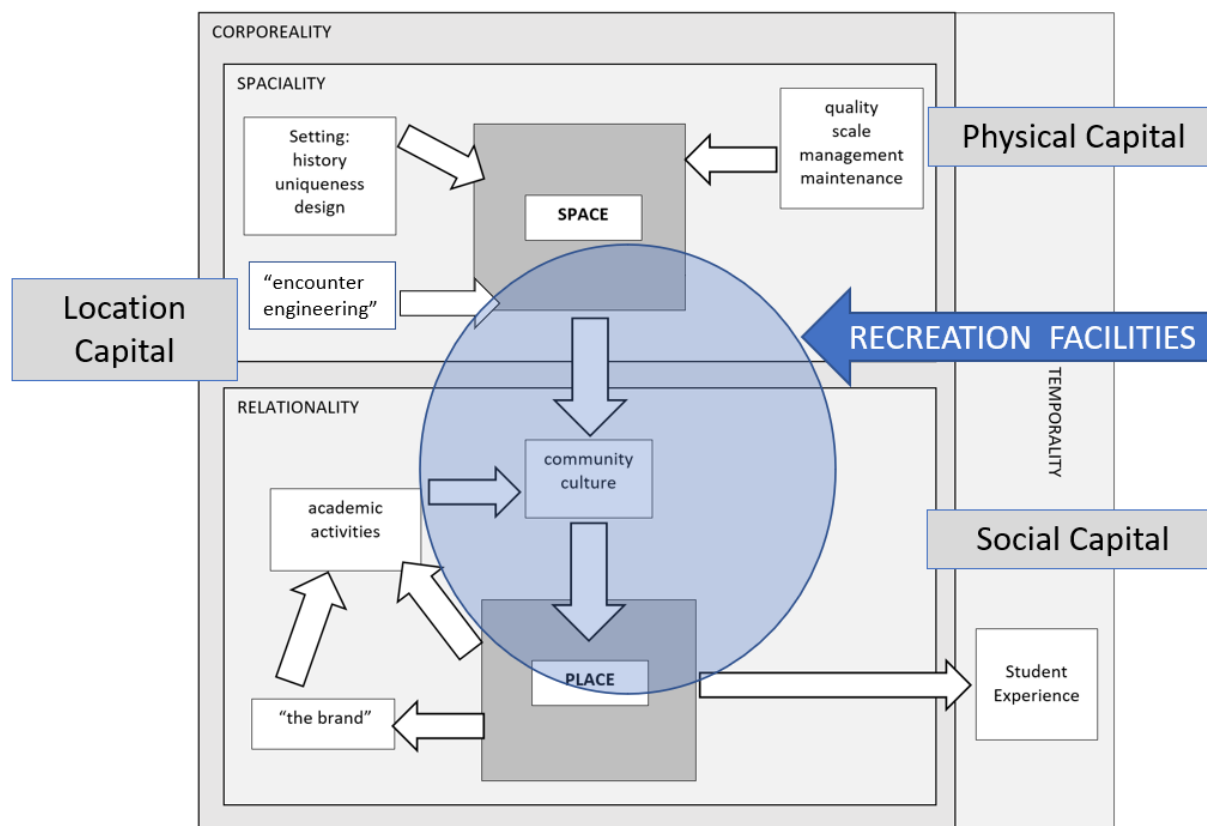 CORPOREALITY
SPACIALITY
Setting:
history
uniqueness
design
quality
scale
management
maintenance
Physical Capital
SPACE
“encounter
engineering”
Location
Capital
RECREATION FACILITIES
TEMPORALITY
RELATIONALITY
community
culture
academic
activities
Social Capital
PLACE
Student
Experience
“the brand”